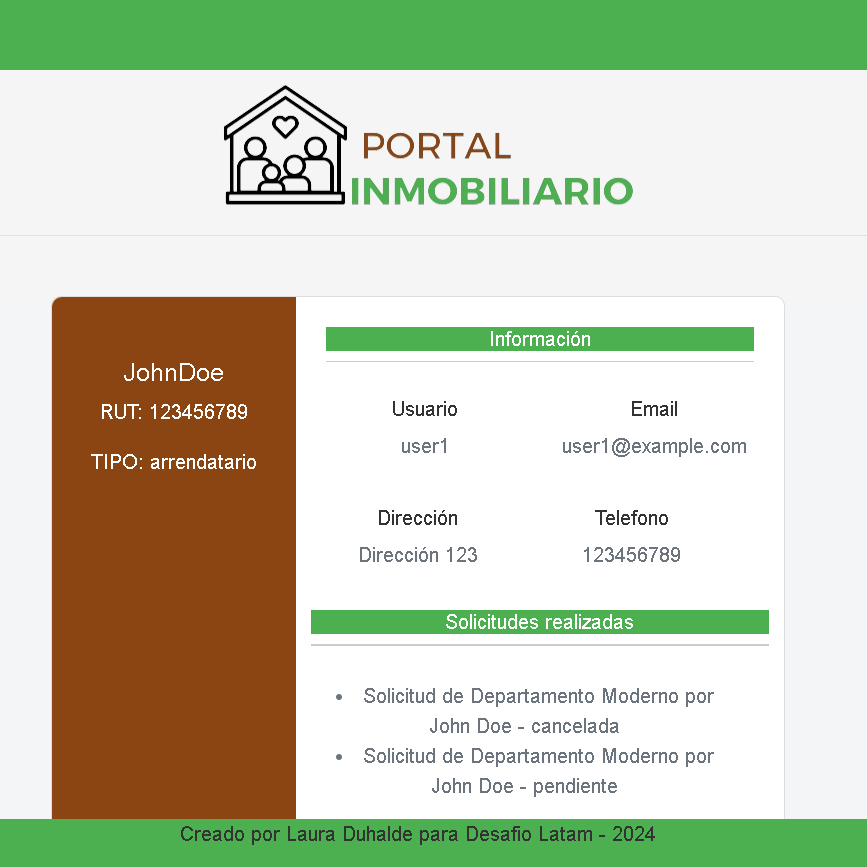 PORTAL
INMOBILIARIO
JohnDoe
RUT: 123456789
TIPO: arrendatario
Información
Usuario
user1
Email
user1@example.com
Dirección
Dirección 123
Telefono
123456789
Solicitudes realizadas
Solicitud de Departamento Moderno por
John Doe - cancelada
Solicitud de Departamento Moderno por
John Doe - pendiente
Creado por Laura Duhalde para Desafio Latam - 2024